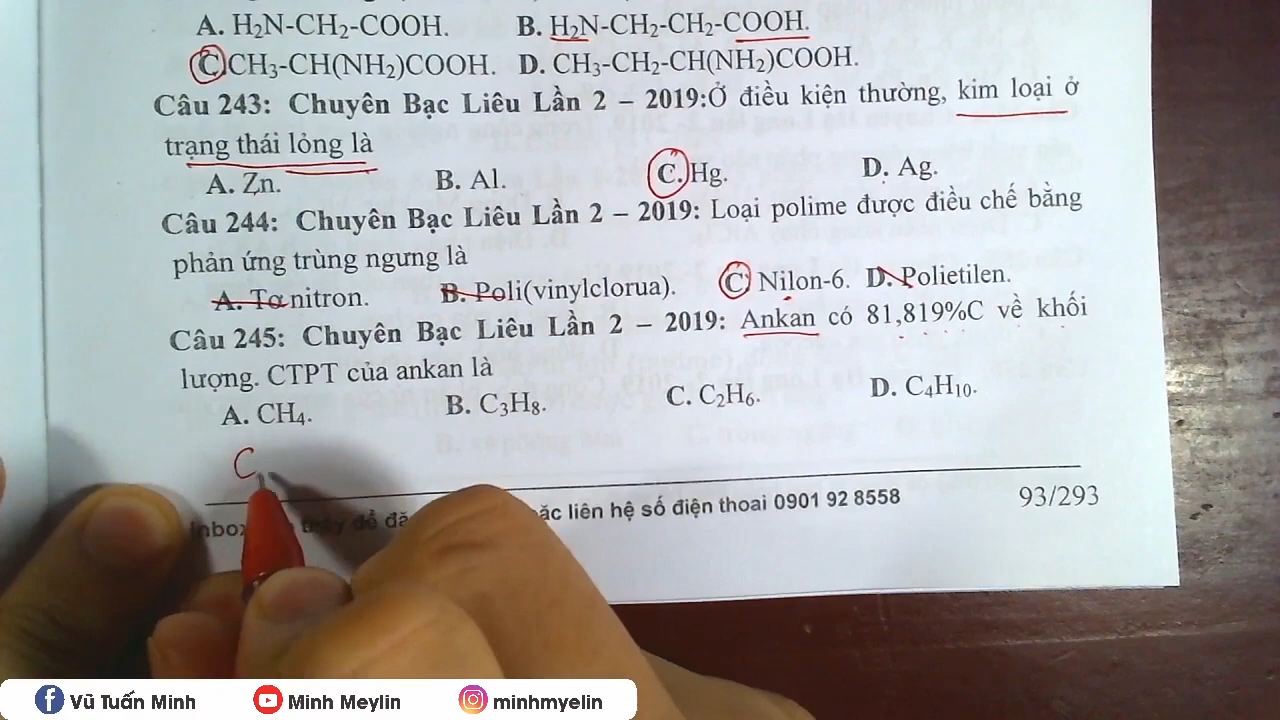 A. H₂N-CH₂-COOH. B. H₂N-CH₂-CH₂-COOH.
C. CH₃-CH(NH₂)COOH. D. CH₃-CH₂-CH(NH₂)COOH.
Câu 243: Chuyên Bạc Liêu Lần 2 – 2019:Ở điều kiện thường, kim loại ở
trạng thái lỏng là
A. Zn. B. Al. C. Hg. D. Ag.
Câu 244: Chuyên Bạc Liêu Lần 2 – 2019: Loại polime được điều chế bằng
phản ứng trùng ngưng là
A. Tơ nitron. B. Poli(vinylclorua). C Nilon-6. D. Polietilen.
Câu 245: Chuyên Bạc Liêu Lần 2 – 2019: Ankan có 81,819%C về khối
lượng. CTPT của ankan là
A. CH₄. B. C₃H₈. C. C₂H₆. D. C₄H₁₀.
C
liên hệ số điện thoai 0901 92 8558
93/293
Vũ Tuấn Minh Minh Meylin minhmyelin